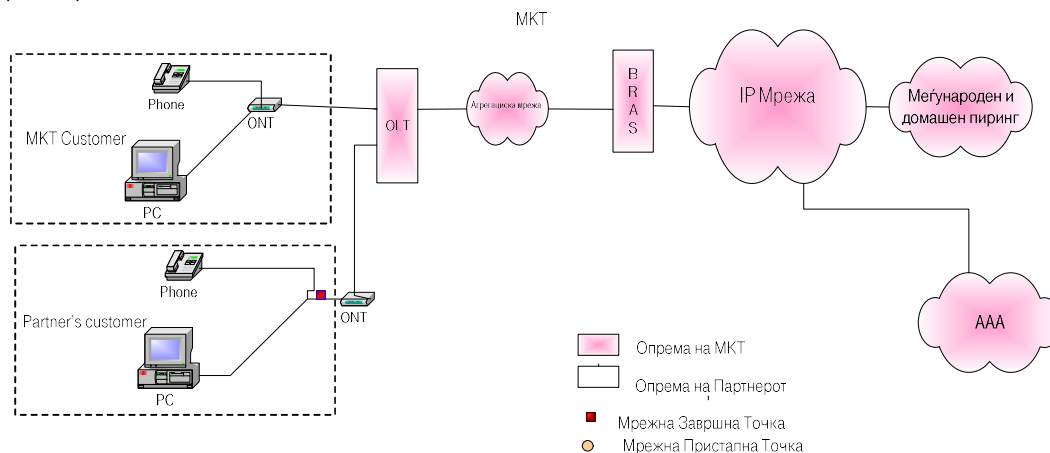 МКТ
Phone
ONT
MKT Customer
PC
OLT
Агрегациска мрежа
B
R
A
S
IP Мрежа
Меѓународен и
домашен пиринг
Phone
ONT
Partner's customer
PC
AAA
Опрема на МКТ
Опрема на Партнерот
Мрежна Завршна Точка
Мрежна Пристапна Точка